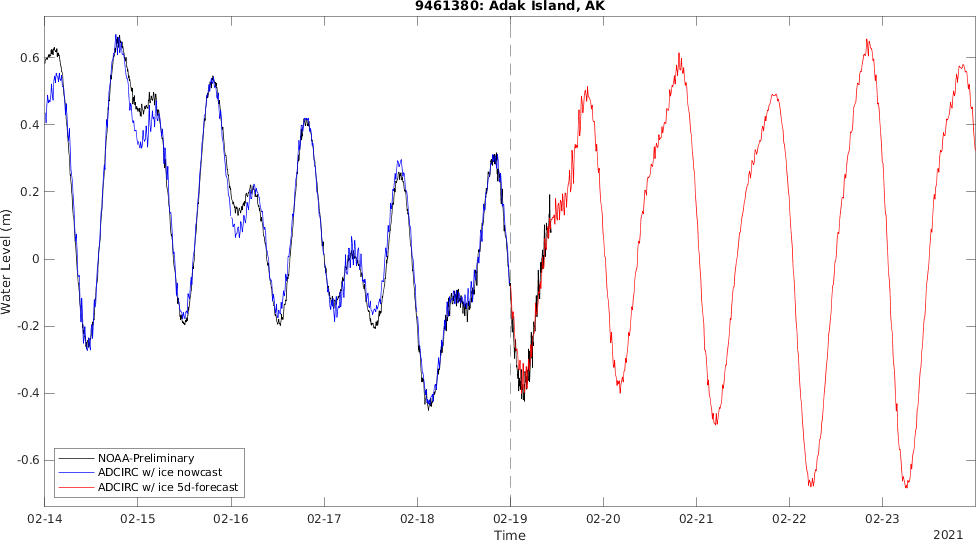 9461380: Adak Island, AK
Water Level (m)
0.6
0.4
0.2
0
-0.2
-0.4
-0.6
NOAA-Preliminary
ADCIRC w/ ice nowcast
ADCIRC w/ ice 5d-forecast
02-14 02-15 02-16 02-17 02-18 02-19 02-20 02-21 02-22 02-23
Time
2021